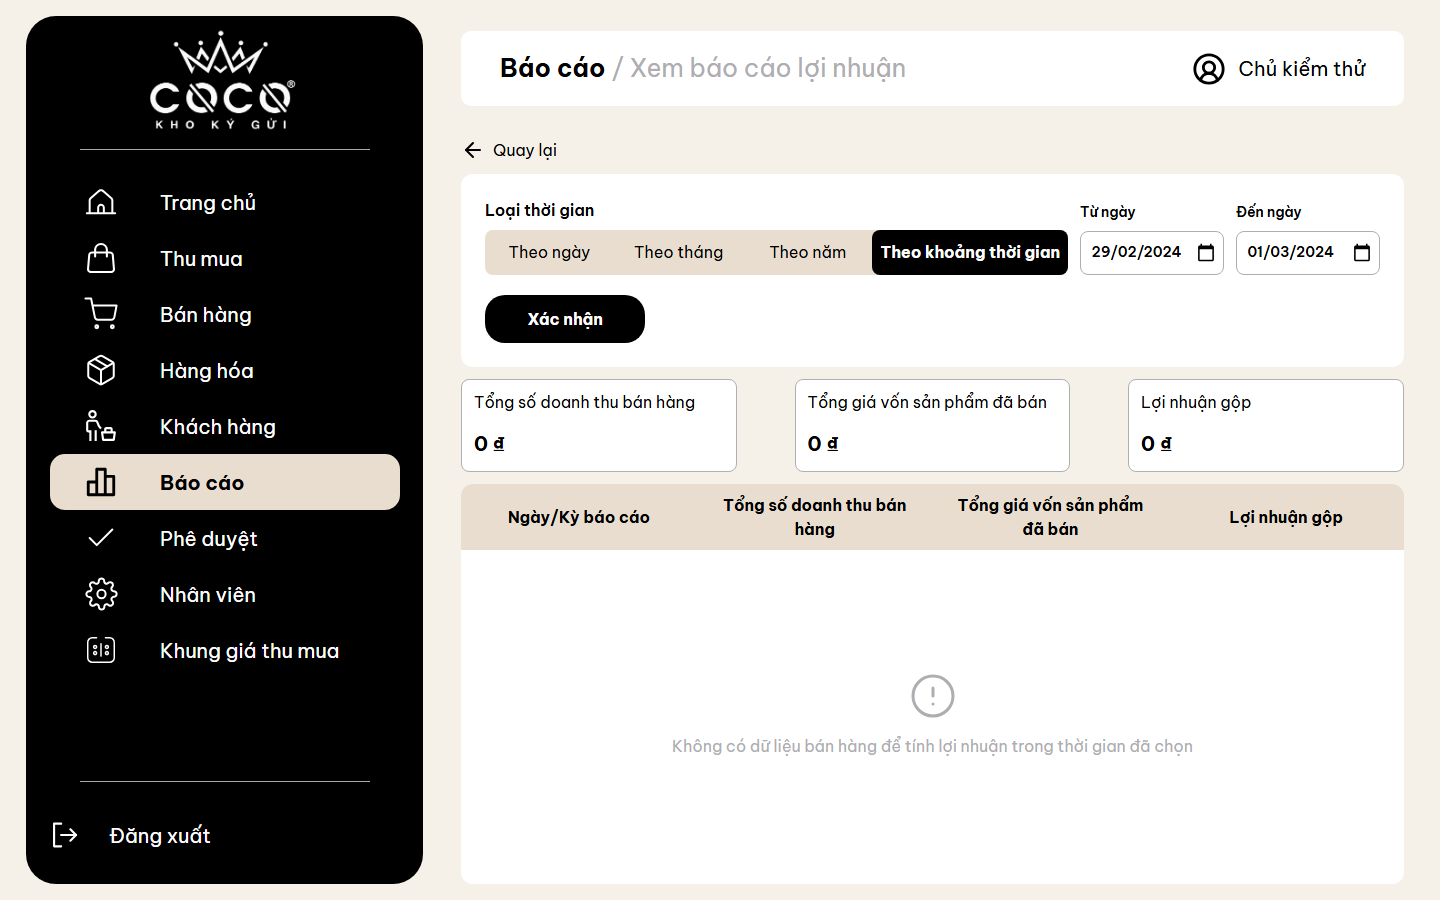 COCO®
KHO KÝ GỬI
Trang chủ
Thu mua
Bán hàng
Hàng hóa
Khách hàng
Báo cáo
Phê duyệt
Nhân viên
Khung giá thu mua
Đăng xuất
Báo cáo / Xem báo cáo lợi nhuận
Chủ kiểm thử
Quay lại
Loại thời gian
Theo ngày
Theo tháng
Theo năm
Theo khoảng thời gian
Từ ngày
29/02/2024
Đến ngày
01/03/2024
Xác nhận
Tổng số doanh thu bán hàng
0 ₫
Tổng giá vốn sản phẩm đã bán
0 ₫
Lợi nhuận gộp
0 ₫
Ngày/Kỳ báo cáo
Tổng số doanh thu bán
hàng
Tổng giá vốn sản phẩm
đã bán
Lợi nhuận gộp
Không có dữ liệu bán hàng để tính lợi nhuận trong thời gian đã chọn